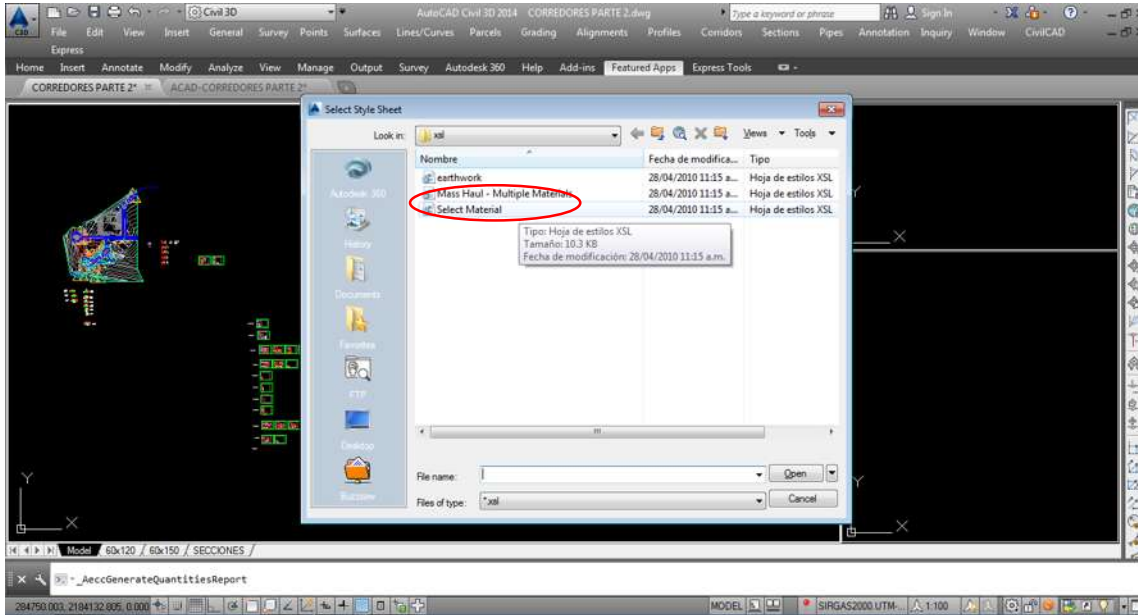 Civil 3D
AutoCAD Civil 3D 2014 CORREDORES PARTE 2.dwg
Type a keyword or phrase
Sign In
File Edit View Insert General Survey Points Surfaces Lines/Curves Parcels Grading Alignments Profiles Corridors Sections Pipes Annotation Inquiry Window CivilCAD
Express
Home Insert Annotate Modify Analyze View Manage Output Survey Autodesk 360 Help Add-ins Featured Apps Express Tools
CORREDORES PARTE 2* ACAD-CORREDORES PARTE 2*
Select Style Sheet
Look in: xsl Views Tools
Nombre Fecha de modifica... Tipo
earthwork 28/04/2010 11:15 a... Hoja de estilos XSL
Mass Haul - Multiple Materials 28/04/2010 11:15 a... Hoja de estilos XSL
Select Material 28/04/2010 11:15 a... Hoja de estilos XSL
Tipo: Hoja de estilos XSL
Tamaño: 10.3 KB
Fecha de modificación: 28/04/2010 11:15 a.m.
Autodesk 360
History
Documents
Favorites
FTP
Desktop
Buzzsaw
File name: Open
Files of type: *.xsl Cancel
Y
X
Y
X
Y
X
Model 60x120 60x150 SECCIONES
-_AeccGenerateQuantitiesReport
284750.003, 2184132.805, 0.000 MODEL SIRGAS2000.UTM-... 1:100